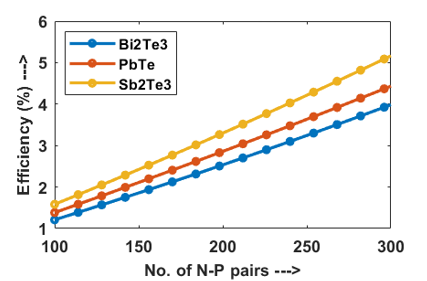 6
5
4
3
2
1
Efficiency (%) --->
Bi2Te3
PbTe
Sb2Te3
100 150 200 250 300
No. of N-P pairs --->